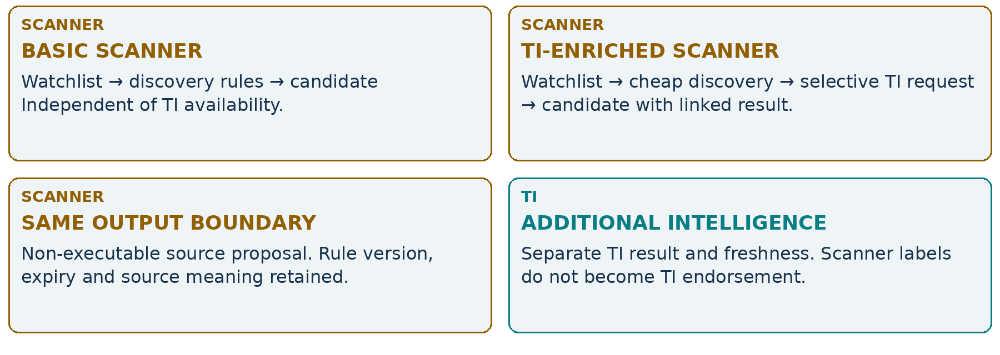 SCANNER
BASIC SCANNER
Watchlist → discovery rules → candidate
Independent of TI availability.
SCANNER
TI-ENRICHED SCANNER
Watchlist → cheap discovery → selective TI request
→ candidate with linked result.
SCANNER
SAME OUTPUT BOUNDARY
Non-executable source proposal. Rule version,
expiry and source meaning retained.
TI
ADDITIONAL INTELLIGENCE
Separate TI result and freshness. Scanner labels
do not become TI endorsement.